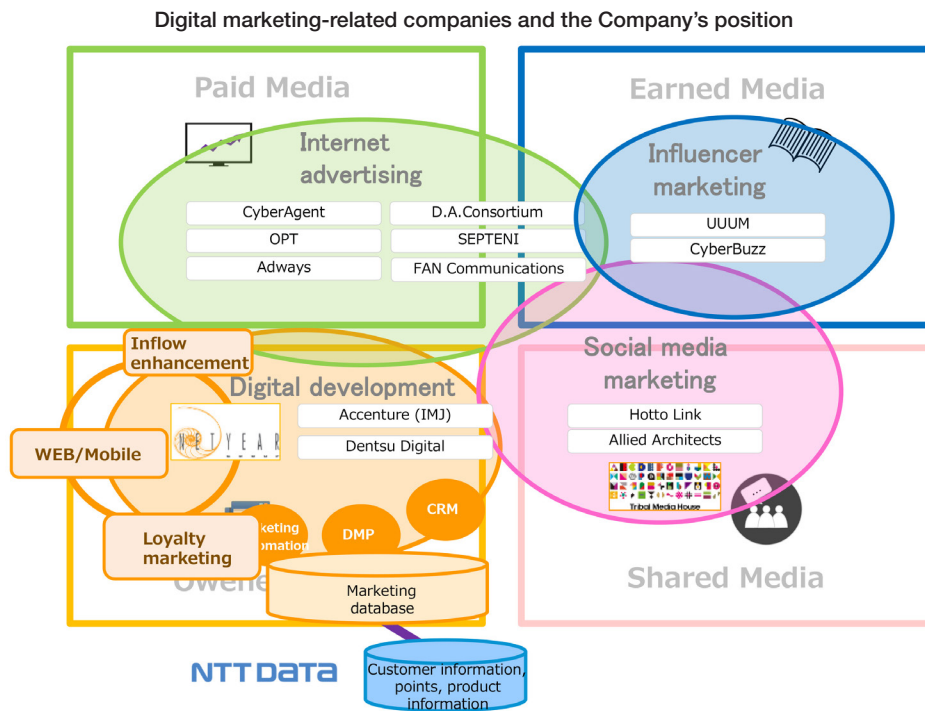 Digital marketing-related companies and the Company's position
Paid Media
Earned Media
Internet
advertising
Influencer
marketing
CyberAgent
D.A.Consortium
OPT
SEPTENI
Adways
FAN Communications
UUUM
CyberBuzz
Inflow
enhancement
Digital development
Social media
marketing
NETYEAR
Accenture (IMJ)
Dentsu Digital
Hotto Link
Allied Architects
WEB/Mobile
Tribal Media House
Loyalty
marketing
DMP
CRM
Shared Media
Marketing
database
NTT DATA
Customer information,
points, product
information